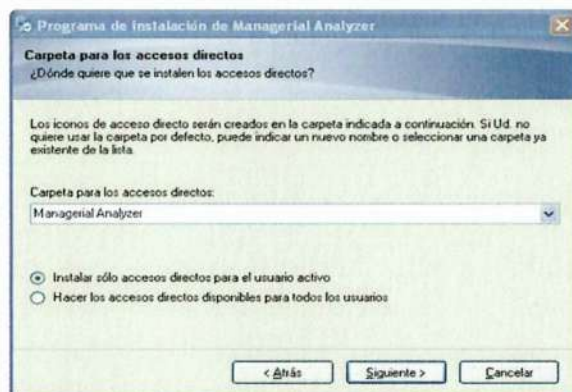 Programa de Instalación de Managerial Analyzer
Carpeta para los accesos directos
¿Dónde quiere que se instalen los accesos directos?
Los iconos de acceso directo serán creados en la carpeta indicada a continuación. Si Ud. no
quiere usar la carpeta por defecto, puede indicar un nuevo nombre o seleccionar una carpeta ya
existente de la lista.
Carpeta para los accesos directos:
Managerial Analyzer
Instalar sólo accesos directos para el usuario activo
Hacer los accesos directos disponibles para todos los usuarios
< Atrás
Siguiente >
Cancelar